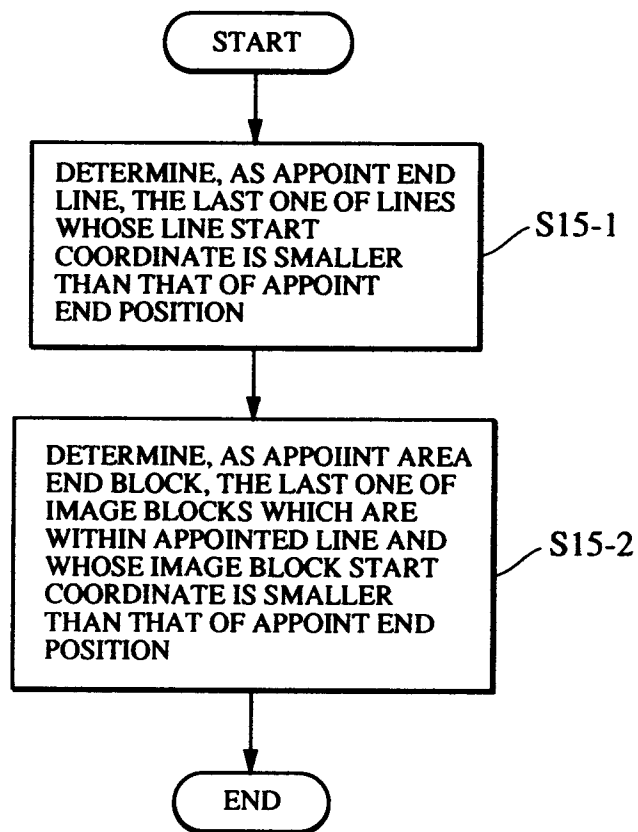 START
DETERMINE, AS APPOINT END
LINE, THE LAST ONE OF LINES
WHOSE LINE START
COORDINATE IS SMALLER
THAN THAT OF APPOINT
END POSITION
S15-1
DETERMINE, AS APPOIINT AREA
END BLOCK, THE LAST ONE OF
IMAGE BLOCKS WHICH ARE
WITHIN APPOINTED LINE AND
WHOSE IMAGE BLOCK START
COORDINATE IS SMALLER
THAN THAT OF APPOINT END
POSITION
S15-2
END